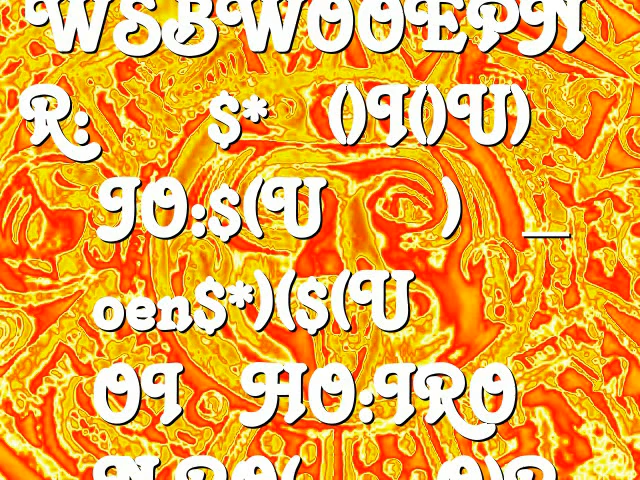 WSBWOOEPN
R: $* ()I()U)
JO:$(U ) _
oen$*)($(U
OI HO:IRO